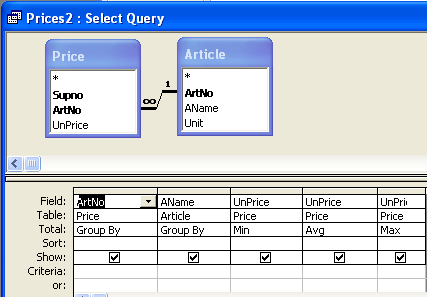 Prices2 : Select Query
Price
*
Supno
ArtNo
UnPrice
∞ 1
Article
*
ArtNo
AName
Unit
Field: ArtNo AName UnPrice UnPrice UnPric
Table: Price Article Price Price Price
Total: Group By Group By Min Avg Max
Sort:
Show:
Criteria:
or: